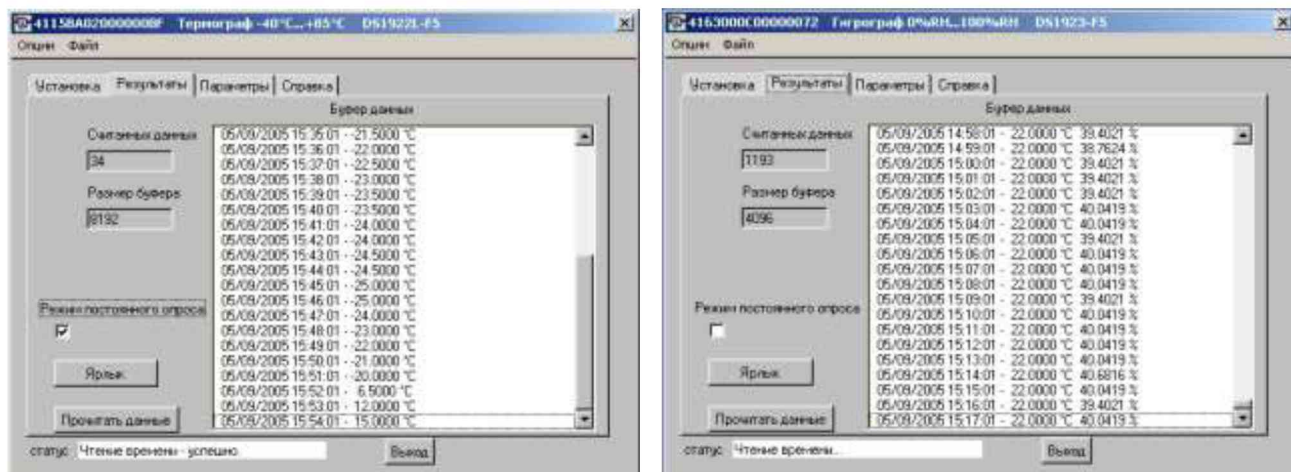 41158A020000008F Термограф -40°C...+85°C DS1922L-F5
Опции Файл
Установка Результаты Параметры Справка
Буфер данных
Считанных данных
34
Размер буфера
8192
Режим постоянного опроса
Ярлык
Прочитать данные
05/09/2005 15:35:01 - -21.5000 °C
05/09/2005 15:36:01 - -22.0000 °C
05/09/2005 15:37:01 - -22.5000 °C
05/09/2005 15:38:01 - -23.0000 °C
05/09/2005 15:39:01 - -23.5000 °C
05/09/2005 15:40:01 - -23.5000 °C
05/09/2005 15:41:01 - -24.0000 °C
05/09/2005 15:42:01 - -24.0000 °C
05/09/2005 15:43:01 - -24.5000 °C
05/09/2005 15:44:01 - -24.5000 °C
05/09/2005 15:45:01 - -25.0000 °C
05/09/2005 15:46:01 - -25.0000 °C
05/09/2005 15:47:01 - -24.0000 °C
05/09/2005 15:48:01 - -23.0000 °C
05/09/2005 15:49:01 - -22.0000 °C
05/09/2005 15:50:01 - -21.0000 °C
05/09/2005 15:51:01 - -20.0000 °C
05/09/2005 15:52:01 - 6.5000 °C
05/09/2005 15:53:01 - 12.0000 °C
05/09/2005 15:54:01 - 15.0000 °C
статус Чтение времени - успешно.
Выход
4163000C00000072 Гигрограф 0%RH...100%RH DS1923-F5
Опции Файл
Установка Результаты Параметры Справка
Буфер данных
Считанных данных
1193
Размер буфера
4096
Режим постоянного опроса
Ярлык
Прочитать данные
05/09/2005 14:58:01 - 22.0000 °C 39.4021 %
05/09/2005 14:59:01 - 22.0000 °C 38.7624 %
05/09/2005 15:00:01 - 22.0000 °C 39.4021 %
05/09/2005 15:01:01 - 22.0000 °C 39.4021 %
05/09/2005 15:02:01 - 22.0000 °C 39.4021 %
05/09/2005 15:03:01 - 22.0000 °C 40.0419 %
05/09/2005 15:04:01 - 22.0000 °C 40.0419 %
05/09/2005 15:05:01 - 22.0000 °C 39.4021 %
05/09/2005 15:06:01 - 22.0000 °C 40.0419 %
05/09/2005 15:07:01 - 22.0000 °C 40.0419 %
05/09/2005 15:08:01 - 22.0000 °C 40.0419 %
05/09/2005 15:09:01 - 22.0000 °C 39.4021 %
05/09/2005 15:10:01 - 22.0000 °C 40.0419 %
05/09/2005 15:11:01 - 22.0000 °C 40.0419 %
05/09/2005 15:12:01 - 22.0000 °C 40.0419 %
05/09/2005 15:13:01 - 22.0000 °C 40.0419 %
05/09/2005 15:14:01 - 22.0000 °C 40.6816 %
05/09/2005 15:15:01 - 22.0000 °C 40.0419 %
05/09/2005 15:16:01 - 22.0000 °C 39.4021 %
05/09/2005 15:17:01 - 22.0000 °C 40.0419 %
статус Чтение времени...
Выход